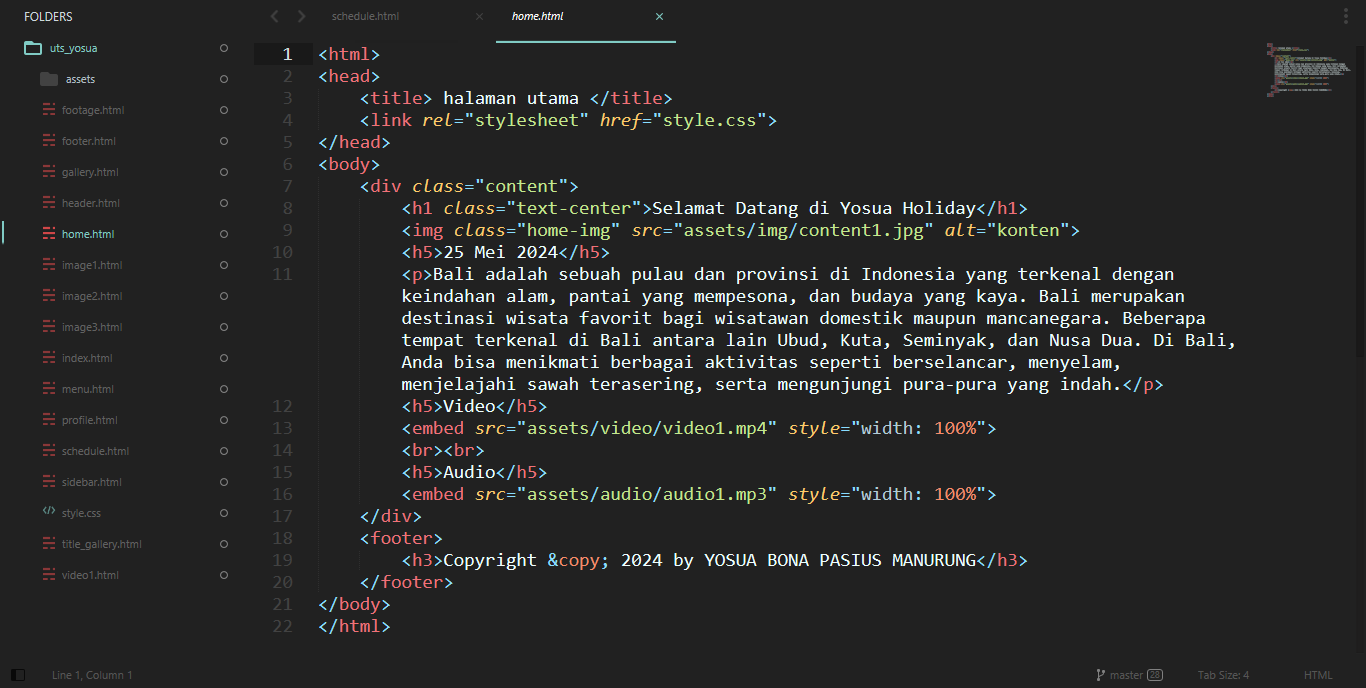 FOLDERS
uts_yosua
assets
footage.html
footer.html
gallery.html
header.html
home.html
image1.html
image2.html
image3.html
index.html
menu.html
profile.html
schedule.html
sidebar.html
style.css
title_gallery.html
video1.html
schedule.html ×
home.html ×
1 <html>
2 <head>
3 <title> halaman utama </title>
4 <link rel="stylesheet" href="style.css">
5 </head>
6 <body>
7 <div class="content">
8 <h1 class="text-center">Selamat Datang di Yosua Holiday</h1>
9 <img class="home-img" src="assets/img/content1.jpg" alt="konten">
10 <h5>25 Mei 2024</h5>
11 <p>Bali adalah sebuah pulau dan provinsi di Indonesia yang terkenal dengan
keindahan alam, pantai yang mempesona, dan budaya yang kaya. Bali merupakan
destinasi wisata favorit bagi wisatawan domestik maupun mancanegara. Beberapa
tempat terkenal di Bali antara lain Ubud, Kuta, Seminyak, dan Nusa Dua. Di Bali,
Anda bisa menikmati berbagai aktivitas seperti berselancar, menyelam,
menjelajahi sawah terasering, serta mengunjungi pura-pura yang indah.</p>
12 <h5>Video</h5>
13 <embed src="assets/video/video1.mp4" style="width: 100%">
14 <br><br>
15 <h5>Audio</h5>
16 <embed src="assets/audio/audio1.mp3" style="width: 100%">
17 </div>
18 <footer>
19 <h3>Copyright &copy; 2024 by YOSUA BONA PASIUS MANURUNG</h3>
20 </footer>
21 </body>
22 </html>
Line 1, Column 1
master 28
Tab Size: 4
HTML